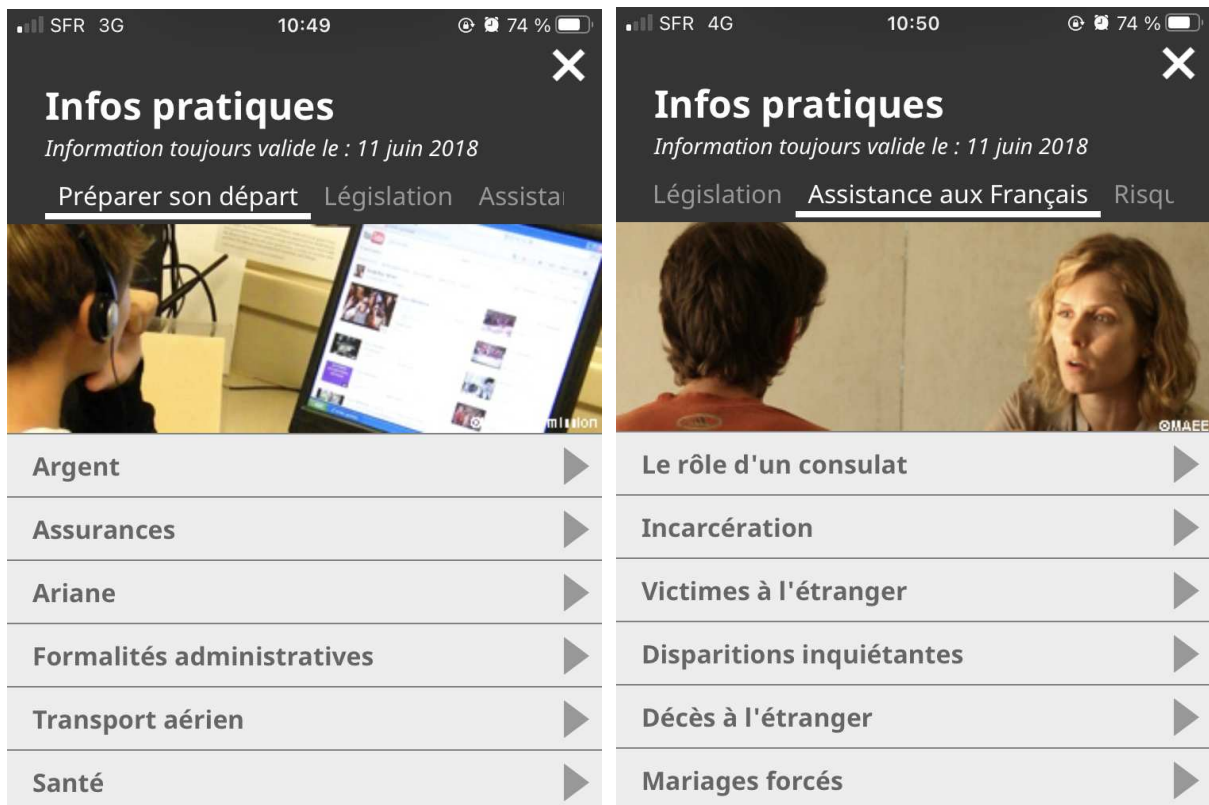 SFR 3G 10:49 74 %
Infos pratiques
Information toujours valide le : 11 juin 2018
Préparer son départ Législation Assista
Argent
Assurances
Ariane
Formalités administratives
Transport aérien
Santé
SFR 4G 10:50 74 %
Infos pratiques
Information toujours valide le : 11 juin 2018
Législation Assistance aux Français Risqu
©MAEE
Le rôle d'un consulat
Incarcération
Victimes à l'étranger
Disparitions inquiétantes
Décès à l'étranger
Mariages forcés